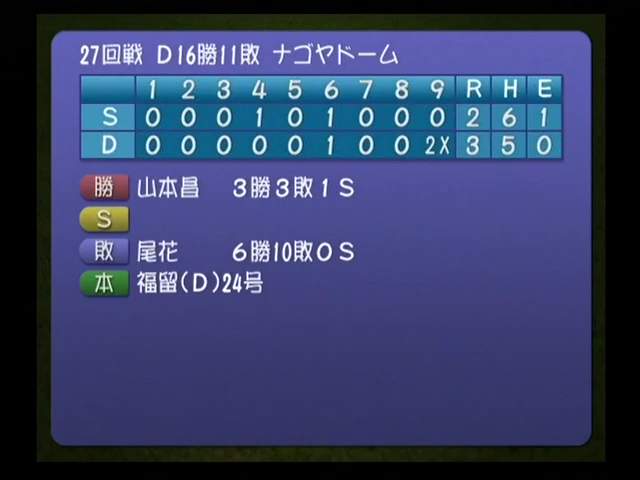 27回戦 D16勝11敗 ナゴヤドーム
1 2 3 4 5 6 7 8 9 R H E
S 0 0 0 1 0 1 0 0 0 2 6 1
D 0 0 0 0 0 1 0 0 2X 3 5 0
勝 山本昌 3勝3敗1S
S
敗 尾花 6勝10敗0S
本 福留(D)24号